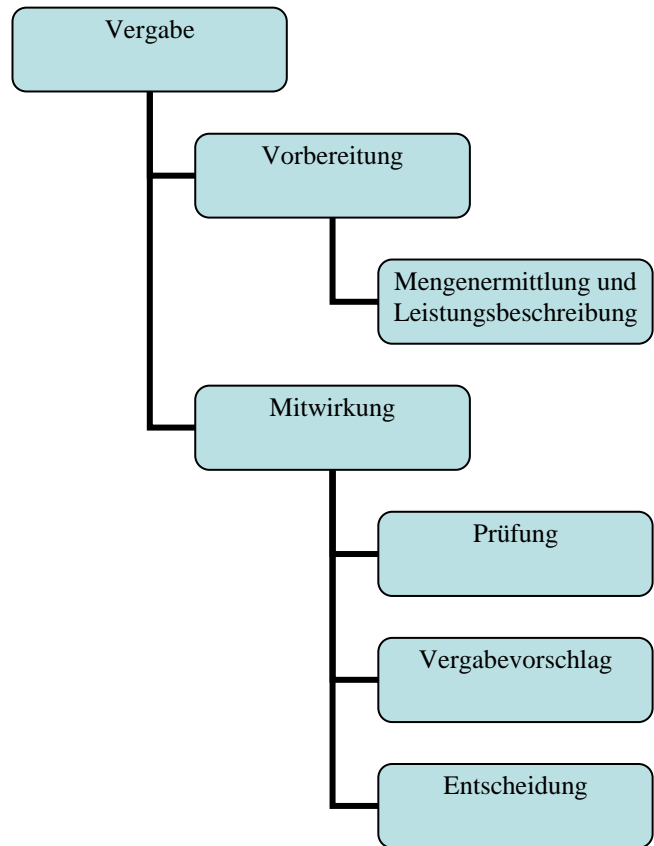 Vergabe
Vorbereitung
Mengenermittlung und
Leistungsbeschreibung
Mitwirkung
Prüfung
Vergabevorschlag
Entscheidung